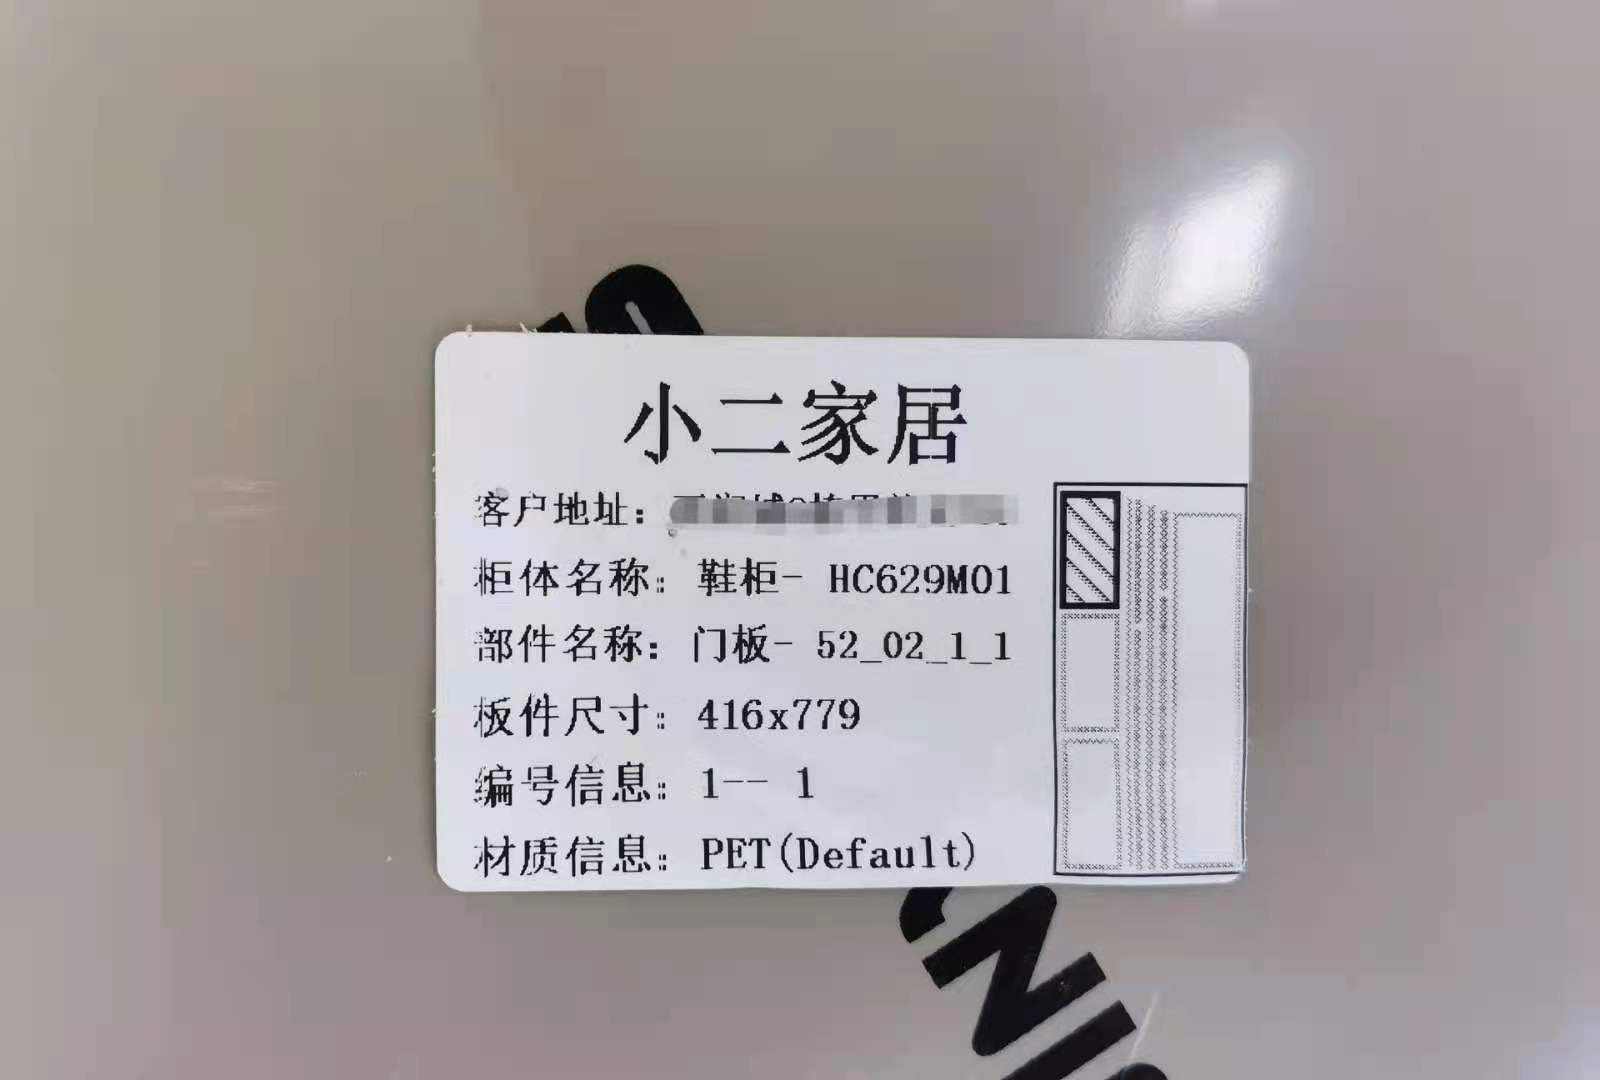 小二家居
客户地址：
柜体名称：鞋柜- HC629M01
部件名称：门板- 52_02_1_1
板件尺寸：416x779
编号信息：1-- 1
材质信息：PET(Default)